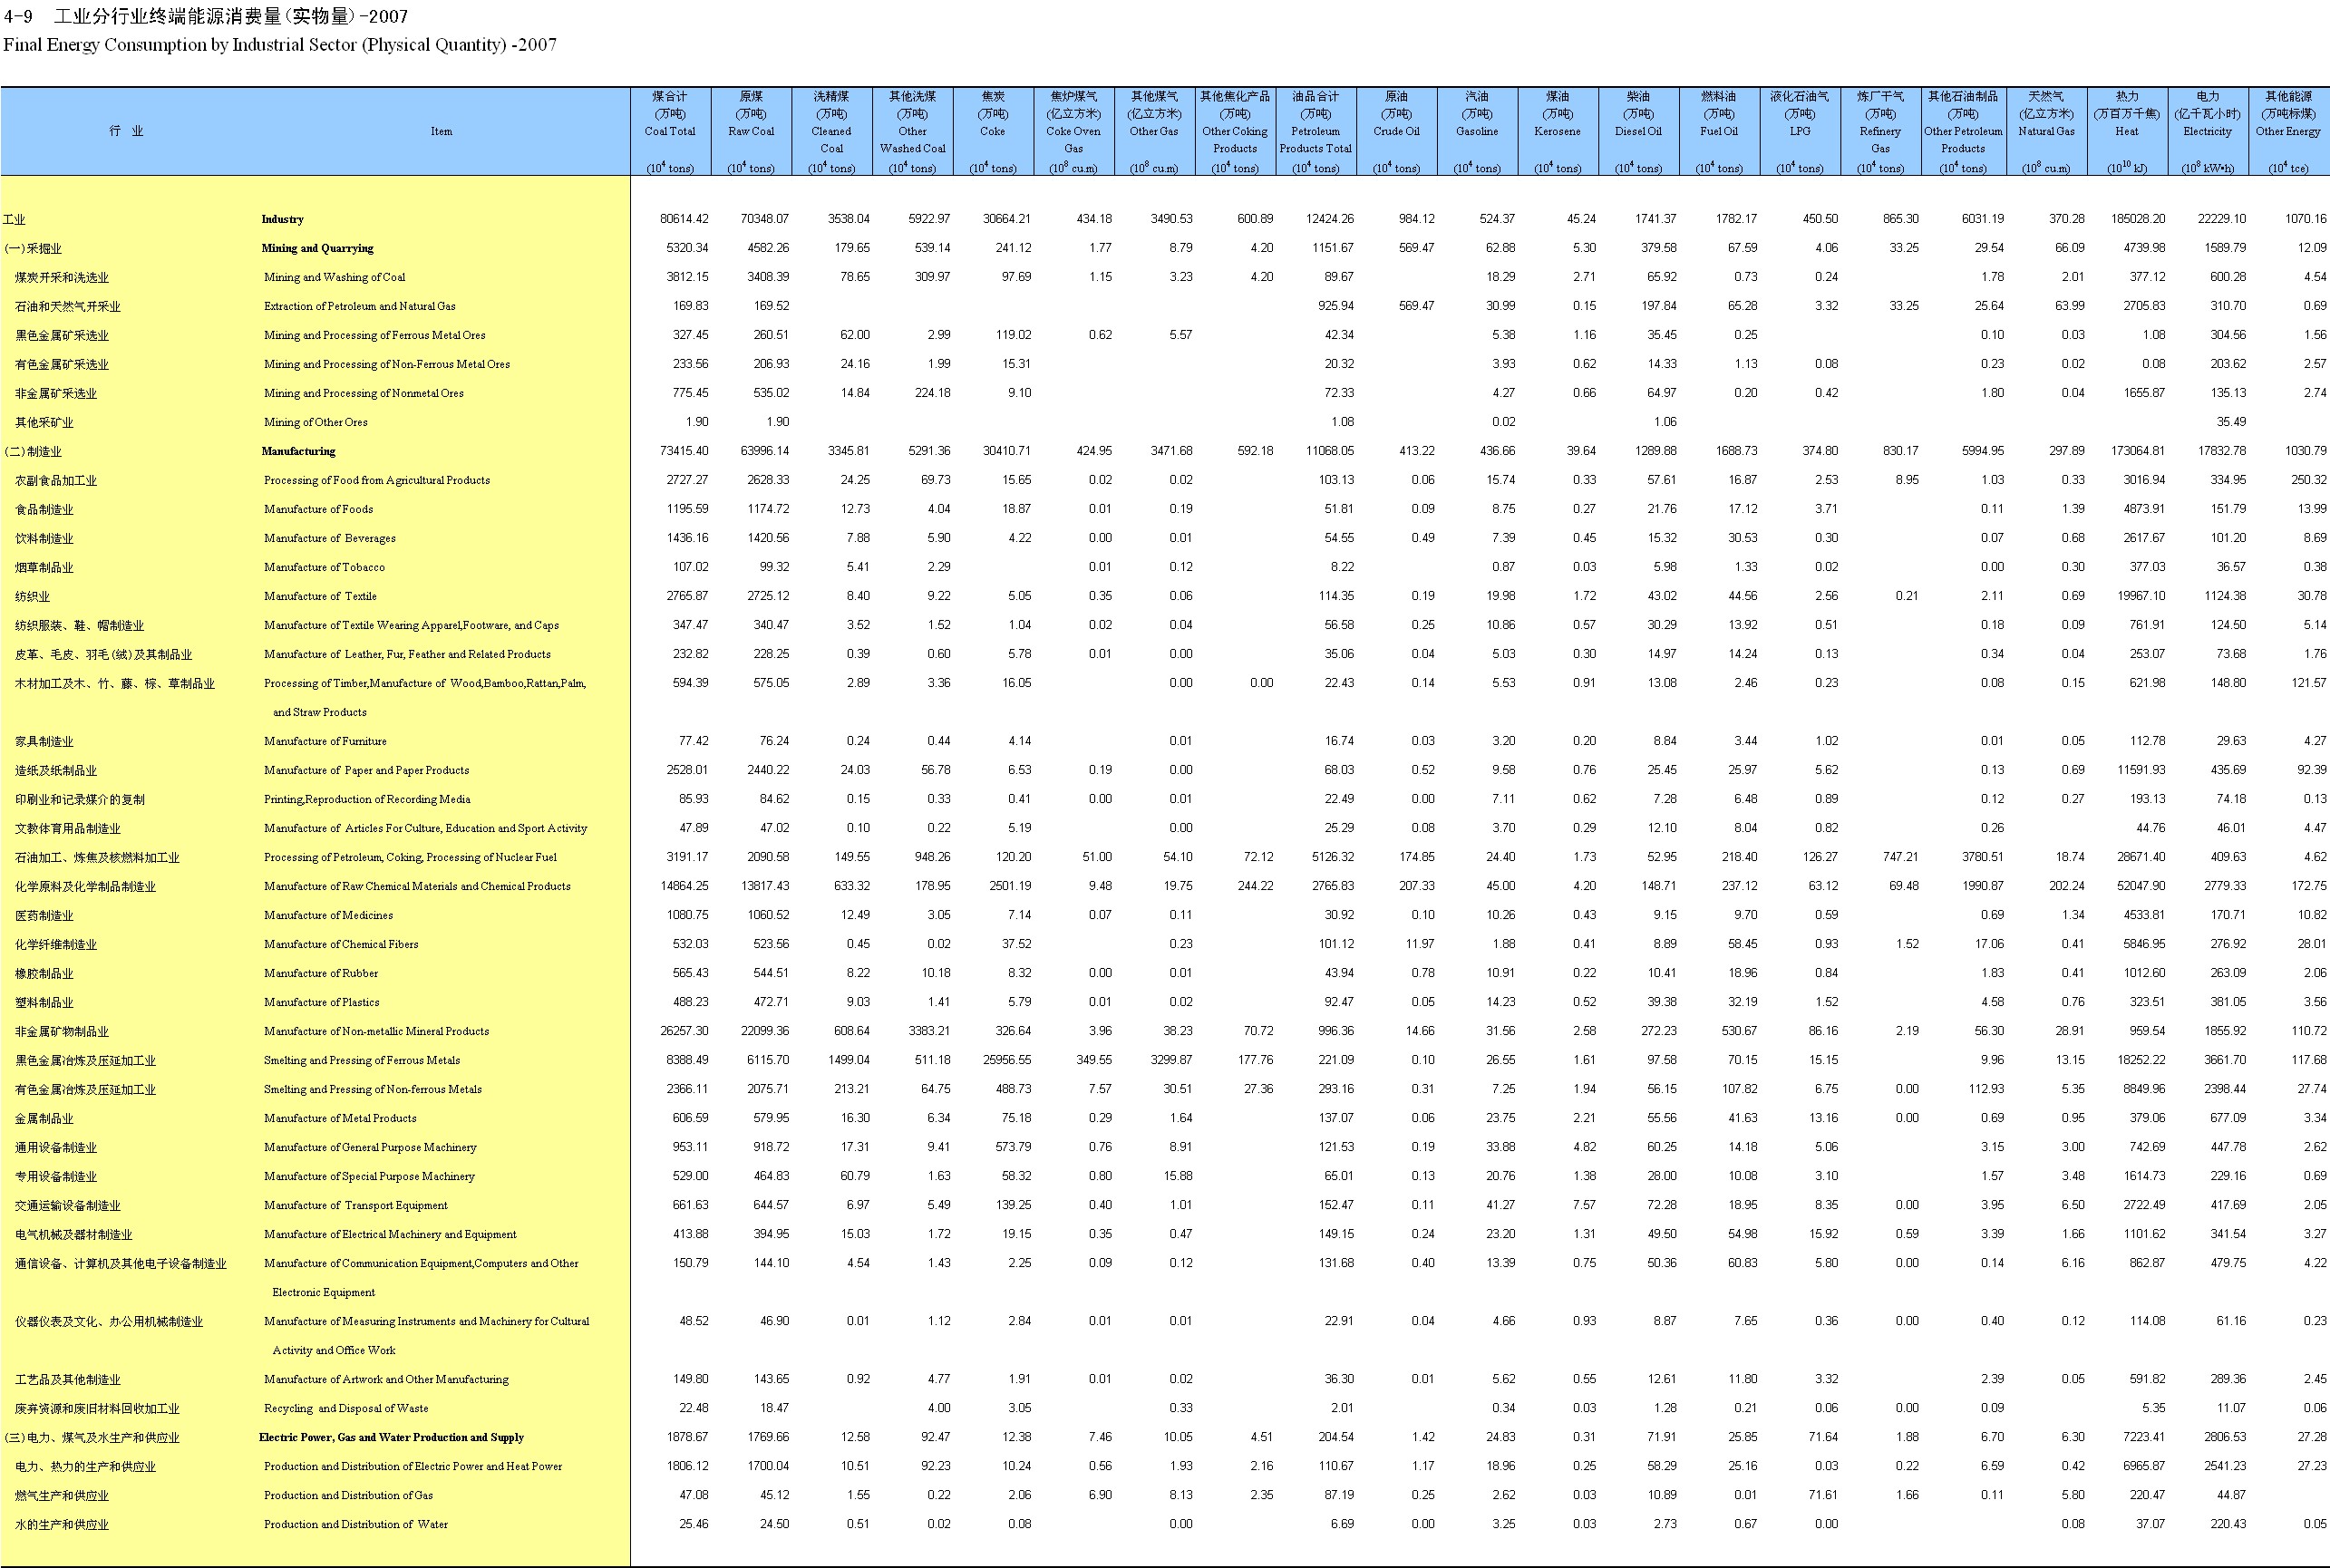 4-9 工业分行业终端能源消费量(实物量)-2007
Final Energy Consumption by Industrial Sector (Physical Quantity) -2007
煤合计 原煤 洗精煤 其他洗煤 焦炭 焦炉煤气 其他煤气 其他焦化产品 油品合计 原油 汽油 煤油 柴油 燃料油 液化石油气 炼厂干气 其他石油制品 天然气 热力 电力 其他能源
(万吨) (万吨) (万吨) (万吨) (万吨) (亿立方米) (亿立方米) (万吨) (万吨) (万吨) (万吨) (万吨) (万吨) (万吨) (万吨) (万吨) (万吨) (亿立方米) (万百万千焦) (亿千瓦小时) (万吨标煤)
行 业 Item Coal Total Raw Coal Cleaned Other Coke Coke Oven Other Gas Other Coking Petroleum Crude Oil Gasoline Kerosene Diesel Oil Fuel Oil LPG Refinery Other Petroleum Natural Gas Heat Electricity Other Energy
Coal Washed Coal Gas Products Products Total Gas Products
(10⁴ tons) (10⁴ tons) (10⁴ tons) (10⁴ tons) (10⁴ tons) (10⁸ cu.m) (10⁸ cu.m) (10⁴ tons) (10⁴ tons) (10⁴ tons) (10⁴ tons) (10⁴ tons) (10⁴ tons) (10⁴ tons) (10⁴ tons) (10⁴ tons) (10⁴ tons) (10⁸ cu.m) (10¹⁰ kJ) (10⁸ kW•h) (10⁴ tce)
工业 Industry 80614.42 70348.07 3538.04 5922.97 30664.21 434.18 3490.53 600.89 12424.26 984.12 524.37 45.24 1741.37 1782.17 450.50 865.30 6031.19 370.28 185028.20 22229.10 1070.16
(一)采掘业 Mining and Quarrying 5320.34 4582.26 179.65 539.14 241.12 1.77 8.79 4.20 1151.67 569.47 62.88 5.30 379.58 67.59 4.06 33.25 29.54 66.09 4739.98 1589.79 12.09
煤炭开采和洗选业 Mining and Washing of Coal 3812.15 3408.39 78.65 309.97 97.69 1.15 3.23 4.20 89.67 18.29 2.71 65.92 0.73 0.24 1.78 2.01 377.12 600.28 4.54
石油和天然气开采业 Extraction of Petroleum and Natural Gas 169.83 169.52 925.94 569.47 30.99 0.15 197.84 65.28 3.32 33.25 25.64 63.99 2705.83 310.70 0.69
黑色金属矿采选业 Mining and Processing of Ferrous Metal Ores 327.45 260.51 62.00 2.99 119.02 0.62 5.57 42.34 5.38 1.16 35.45 0.25 0.10 0.03 1.08 304.56 1.56
有色金属矿采选业 Mining and Processing of Non-Ferrous Metal Ores 233.56 206.93 24.16 1.99 15.31 20.32 3.93 0.62 14.33 1.13 0.08 0.23 0.02 0.08 203.62 2.57
非金属矿采选业 Mining and Processing of Nonmetal Ores 775.45 535.02 14.84 224.18 9.10 72.33 4.27 0.66 64.97 0.20 0.42 1.80 0.04 1655.87 135.13 2.74
其他采矿业 Mining of Other Ores 1.90 1.90 1.08 0.02 1.06 35.49
(二)制造业 Manufacturing 73415.40 63996.14 3345.81 5291.36 30410.71 424.95 3471.68 592.18 11068.05 413.22 436.66 39.64 1289.88 1688.73 374.80 830.17 5994.95 297.89 173064.81 17832.78 1030.79
农副食品加工业 Processing of Food from Agricultural Products 2727.27 2628.33 24.25 69.73 15.65 0.02 0.02 103.13 0.06 15.74 0.33 57.61 16.87 2.53 8.95 1.03 0.33 3016.94 334.95 250.32
食品制造业 Manufacture of Foods 1195.59 1174.72 12.73 4.04 18.87 0.01 0.19 51.81 0.09 8.75 0.27 21.76 17.12 3.71 0.11 1.39 4873.91 151.79 13.99
饮料制造业 Manufacture of Beverages 1436.16 1420.56 7.88 5.90 4.22 0.00 0.01 54.55 0.49 7.39 0.45 15.32 30.53 0.30 0.07 0.68 2617.67 101.20 8.69
烟草制品业 Manufacture of Tobacco 107.02 99.32 5.41 2.29 0.01 0.12 8.22 0.87 0.03 5.98 1.33 0.02 0.00 0.30 377.03 36.57 0.38
纺织业 Manufacture of Textile 2765.87 2725.12 8.40 9.22 5.05 0.35 0.06 114.35 0.19 19.98 1.72 43.02 44.56 2.56 0.21 2.11 0.69 19967.10 1124.38 30.78
纺织服装、鞋、帽制造业 Manufacture of Textile Wearing Apparel,Footware, and Caps 347.47 340.47 3.52 1.52 1.04 0.02 0.04 56.58 0.25 10.86 0.57 30.29 13.92 0.51 0.18 0.09 761.91 124.50 5.14
皮革、毛皮、羽毛(绒)及其制品业 Manufacture of Leather, Fur, Feather and Related Products 232.82 228.25 0.39 0.60 5.78 0.01 0.00 35.06 0.04 5.03 0.30 14.97 14.24 0.13 0.34 0.04 253.07 73.68 1.76
木材加工及木、竹、藤、棕、草制品业 Processing of Timber,Manufacture of Wood,Bamboo,Rattan,Palm, 594.39 575.05 2.89 3.36 16.05 0.00 0.00 22.43 0.14 5.53 0.91 13.08 2.46 0.23 0.08 0.15 621.98 148.80 121.57
and Straw Products
家具制造业 Manufacture of Furniture 77.42 76.24 0.24 0.44 4.14 0.01 16.74 0.03 3.20 0.20 8.84 3.44 1.02 0.01 0.05 112.78 29.63 4.27
造纸及纸制品业 Manufacture of Paper and Paper Products 2528.01 2440.22 24.03 56.78 6.53 0.19 0.00 68.03 0.52 9.58 0.76 25.45 25.97 5.62 0.13 0.69 11591.93 435.69 92.39
印刷业和记录媒介的复制 Printing,Reproduction of Recording Media 85.93 84.62 0.15 0.33 0.41 0.00 0.01 22.49 0.00 7.11 0.62 7.28 6.48 0.89 0.12 0.27 193.13 74.18 0.13
文教体育用品制造业 Manufacture of Articles For Culture, Education and Sport Activity 47.89 47.02 0.10 0.22 5.19 0.00 25.29 0.08 3.70 0.29 12.10 8.04 0.82 0.26 44.76 46.01 4.47
石油加工、炼焦及核燃料加工业 Processing of Petroleum, Coking, Processing of Nuclear Fuel 3191.17 2090.58 149.55 948.26 120.20 51.00 54.10 72.12 5126.32 174.85 24.40 1.73 52.95 218.40 126.27 747.21 3780.51 18.74 28671.40 409.63 4.62
化学原料及化学制品制造业 Manufacture of Raw Chemical Materials and Chemical Products 14864.25 13817.43 633.32 178.95 2501.19 9.48 19.75 244.22 2765.83 207.33 45.00 4.20 148.71 237.12 63.12 69.48 1990.87 202.24 52047.90 2779.33 172.75
医药制造业 Manufacture of Medicines 1080.75 1060.52 12.49 3.05 7.14 0.07 0.11 30.92 0.10 10.26 0.43 9.15 9.70 0.59 0.69 1.34 4533.81 170.71 10.82
化学纤维制造业 Manufacture of Chemical Fibers 532.03 523.56 0.45 0.02 37.52 0.23 101.12 11.97 1.88 0.41 8.89 58.45 0.93 1.52 17.06 0.41 5846.95 276.92 28.01
橡胶制品业 Manufacture of Rubber 565.43 544.51 8.22 10.18 8.32 0.00 0.01 43.94 0.78 10.91 0.22 10.41 18.96 0.84 1.83 0.41 1012.60 263.09 2.06
塑料制品业 Manufacture of Plastics 488.23 472.71 9.03 1.41 5.79 0.01 0.02 92.47 0.05 14.23 0.52 39.38 32.19 1.52 4.58 0.76 323.51 381.05 3.56
非金属矿物制品业 Manufacture of Non-metallic Mineral Products 26257.30 22099.36 608.64 3383.21 326.64 3.96 38.23 70.72 996.36 14.66 31.56 2.58 272.23 530.67 86.16 2.19 56.30 28.91 959.54 1855.92 110.72
黑色金属冶炼及压延加工业 Smelting and Pressing of Ferrous Metals 8388.49 6115.70 1499.04 511.18 25956.55 349.55 3299.87 177.76 221.09 0.10 26.55 1.61 97.58 70.15 15.15 9.96 13.15 18252.22 3661.70 117.68
有色金属冶炼及压延加工业 Smelting and Pressing of Non-ferrous Metals 2366.11 2075.71 213.21 64.75 488.73 7.57 30.51 27.36 293.16 0.31 7.25 1.94 56.15 107.82 6.75 0.00 112.93 5.35 8849.96 2398.44 27.74
金属制品业 Manufacture of Metal Products 606.59 579.95 16.30 6.34 75.18 0.29 1.64 137.07 0.06 23.75 2.21 55.56 41.63 13.16 0.00 0.69 0.95 379.06 677.09 3.34
通用设备制造业 Manufacture of General Purpose Machinery 953.11 918.72 17.31 9.41 573.79 0.76 8.91 121.53 0.19 33.88 4.82 60.25 14.18 5.06 3.15 3.00 742.69 447.78 2.62
专用设备制造业 Manufacture of Special Purpose Machinery 529.00 464.83 60.79 1.63 58.32 0.80 15.88 65.01 0.13 20.76 1.38 28.00 10.08 3.10 1.57 3.48 1614.73 229.16 0.69
交通运输设备制造业 Manufacture of Transport Equipment 661.63 644.57 6.97 5.49 139.25 0.40 1.01 152.47 0.11 41.27 7.57 72.28 18.95 8.35 0.00 3.95 6.50 2722.49 417.69 2.05
电气机械及器材制造业 Manufacture of Electrical Machinery and Equipment 413.88 394.95 15.03 1.72 19.15 0.35 0.47 149.15 0.24 23.20 1.31 49.50 54.98 15.92 0.59 3.39 1.66 1101.62 341.54 3.27
通信设备、计算机及其他电子设备制造业 Manufacture of Communication Equipment,Computers and Other 150.79 144.10 4.54 1.43 2.25 0.09 0.12 131.68 0.40 13.39 0.75 50.36 60.83 5.80 0.00 0.14 6.16 862.87 479.75 4.22
Electronic Equipment
仪器仪表及文化、办公用机械制造业 Manufacture of Measuring Instruments and Machinery for Cultural 48.52 46.90 0.01 1.12 2.84 0.01 0.01 22.91 0.04 4.66 0.93 8.87 7.65 0.36 0.00 0.40 0.12 114.08 61.16 0.23
Activity and Office Work
工艺品及其他制造业 Manufacture of Artwork and Other Manufacturing 149.80 143.65 0.92 4.77 1.91 0.01 0.02 36.30 0.01 5.62 0.55 12.61 11.80 3.32 2.39 0.05 591.82 289.36 2.45
废弃资源和废旧材料回收加工业 Recycling and Disposal of Waste 22.48 18.47 4.00 3.05 0.33 2.01 0.34 0.03 1.28 0.21 0.06 0.00 0.09 5.35 11.07 0.06
(三)电力、煤气及水生产和供应业 Electric Power, Gas and Water Production and Supply 1878.67 1769.66 12.58 92.47 12.38 7.46 10.05 4.51 204.54 1.42 24.83 0.31 71.91 25.85 71.64 1.88 6.70 6.30 7223.41 2806.53 27.28
电力、热力的生产和供应业 Production and Distribution of Electric Power and Heat Power 1806.12 1700.04 10.51 92.23 10.24 0.56 1.93 2.16 110.67 1.17 18.96 0.25 58.29 25.16 0.03 0.22 6.59 0.42 6965.87 2541.23 27.23
燃气生产和供应业 Production and Distribution of Gas 47.08 45.12 1.55 0.22 2.06 6.90 8.13 2.35 87.19 0.25 2.62 0.03 10.89 0.01 71.61 1.66 0.11 5.80 220.47 44.87
水的生产和供应业 Production and Distribution of Water 25.46 24.50 0.51 0.02 0.08 0.00 6.69 0.00 3.25 0.03 2.73 0.67 0.00 0.08 37.07 220.43 0.05